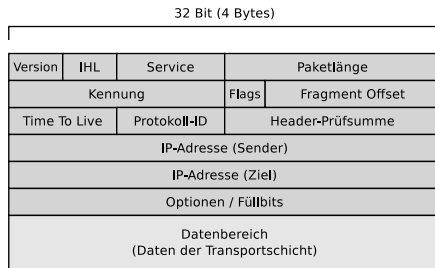 32 Bit (4 Bytes)
Version IHL Service Paketlänge
Kennung Flags Fragment Offset
Time To Live Protokoll-ID Header-Prüfsumme
IP-Adresse (Sender)
IP-Adresse (Ziel)
Optionen / Füllbits
Datenbereich
(Daten der Transportschicht)